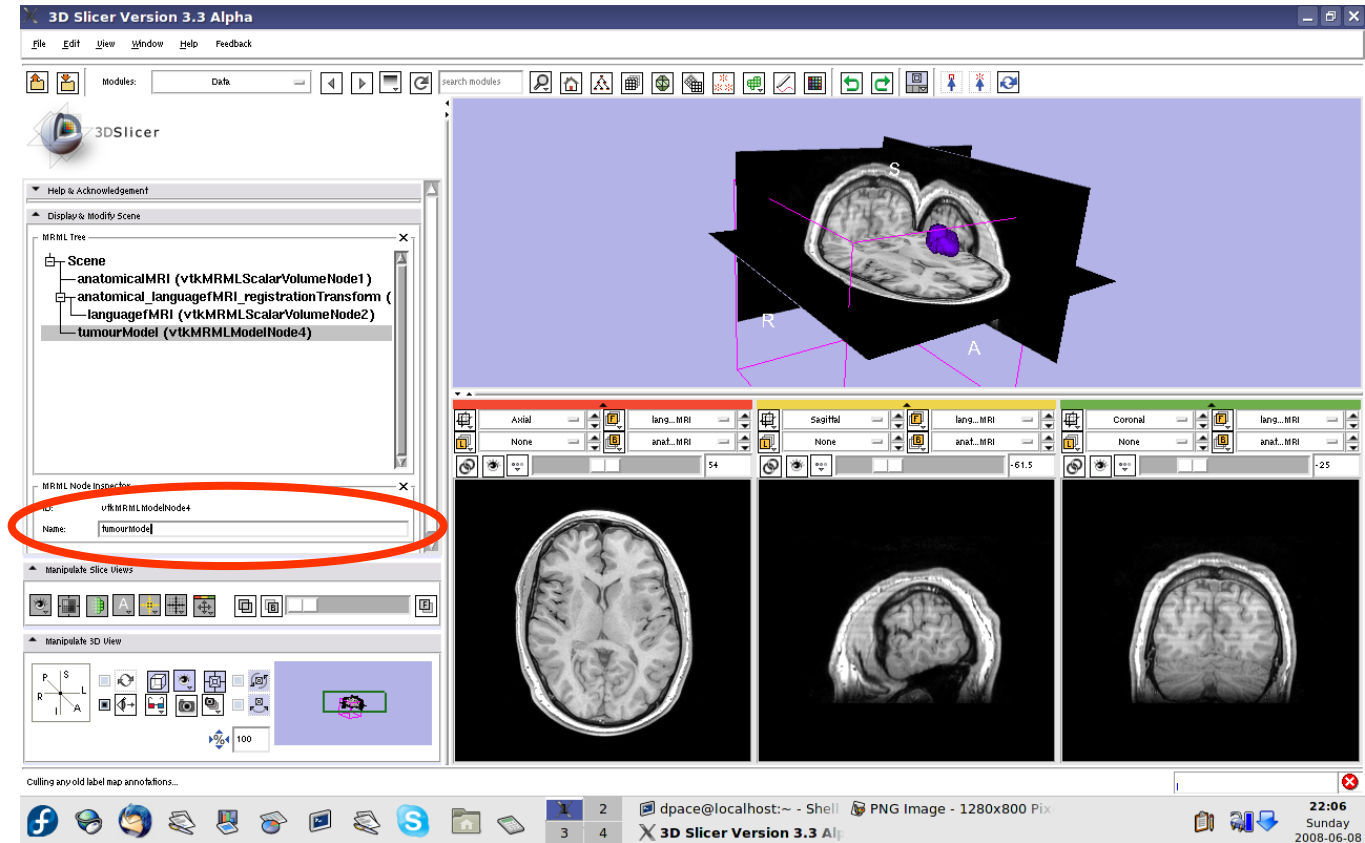 3D Slicer Version 3.3 Alpha
File Edit View Window Help Feedback
Modules: Data search modules
3DSlicer
Help & Acknowledgement
Display & Modify Scene
MRML Tree
Scene
anatomicalMRI (vtkMRMLScalarVolumeNode1)
anatomical_languagefMRI_registrationTransform (
languagefMRI (vtkMRMLScalarVolumeNode2)
tumourModel (vtkMRMLModelNode4)
MRML Node Inspector
ID: vtkMRMLModelNode4
Name: tumourModel
Manipulate Slice Views
Manipulate 3D View
P S
R L
I A
% 100
S
R
A
Axial F lang...MRI
L None B anat...MRI
54
Sagittal F lang...MRI
L None B anat...MRI
-61.5
Coronal F lang...MRI
L None B anat...MRI
-25
Culling any old label map annotations...
1 2
3 4
dpace@localhost:~ - Shell
PNG Image - 1280x800 Pix
3D Slicer Version 3.3 Alp
22:06
Sunday
2008-06-08